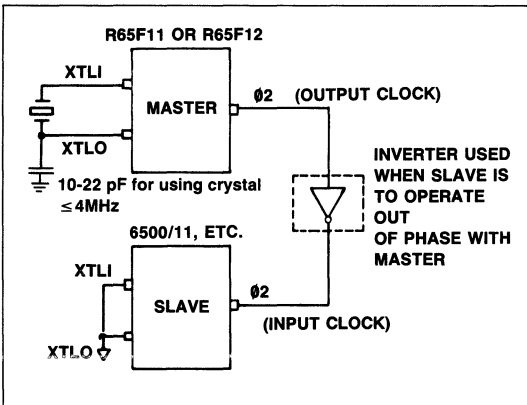 R65F11 OR R65F12
XTLI
MASTER
Ø2 (OUTPUT CLOCK)
XTLO
10-22 pF for using crystal
≤ 4MHz
INVERTER USED
WHEN SLAVE IS
TO OPERATE
OUT
OF PHASE WITH
MASTER
6500/11, ETC.
XTLI
SLAVE
Ø2
(INPUT CLOCK)
XTLO